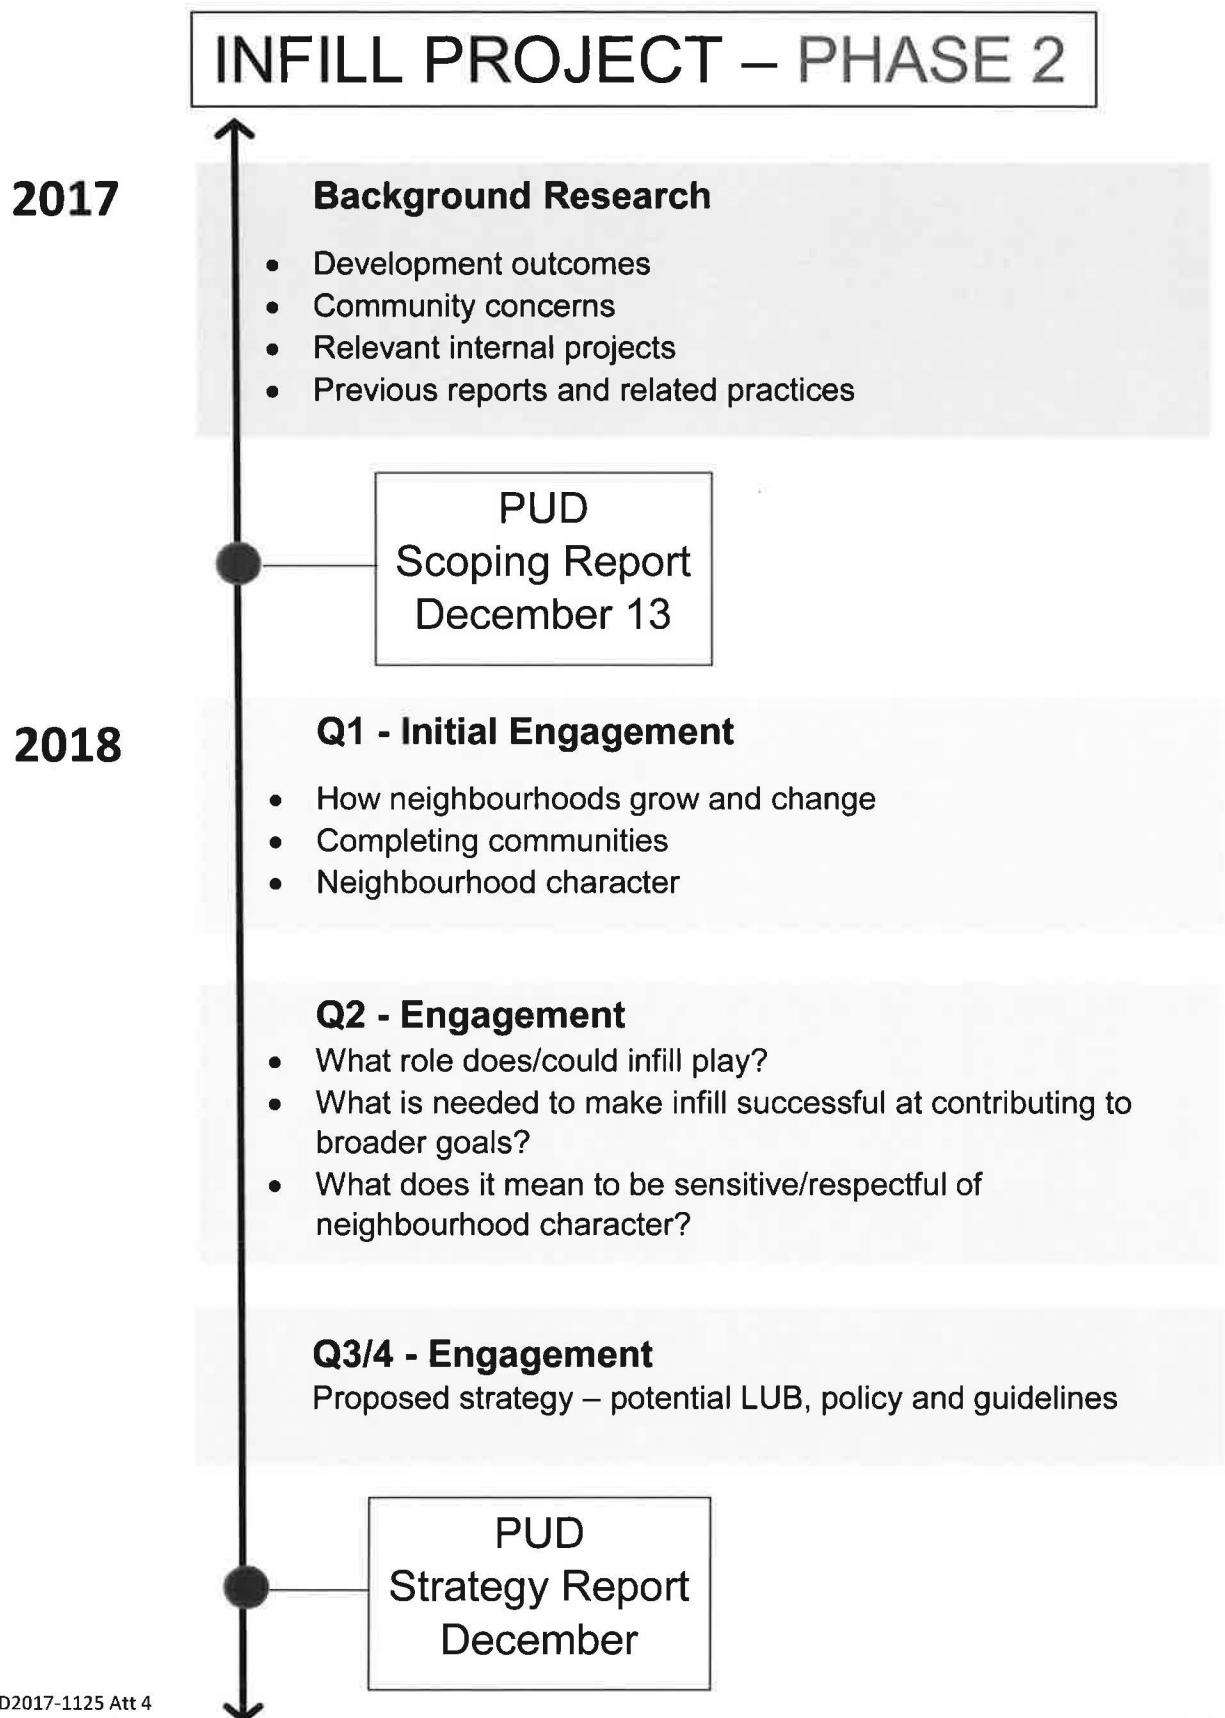 INFILL PROJECT – PHASE 2
2017
Background Research
• Development outcomes
• Community concerns
• Relevant internal projects
• Previous reports and related practices
PUD
Scoping Report
December 13
2018
Q1 - Initial Engagement
• How neighbourhoods grow and change
• Completing communities
• Neighbourhood character
Q2 - Engagement
• What role does/could infill play?
• What is needed to make infill successful at contributing to
broader goals?
• What does it mean to be sensitive/respectful of
neighbourhood character?
Q3/4 - Engagement
Proposed strategy – potential LUB, policy and guidelines
PUD
Strategy Report
December
D2017-1125 Att 4